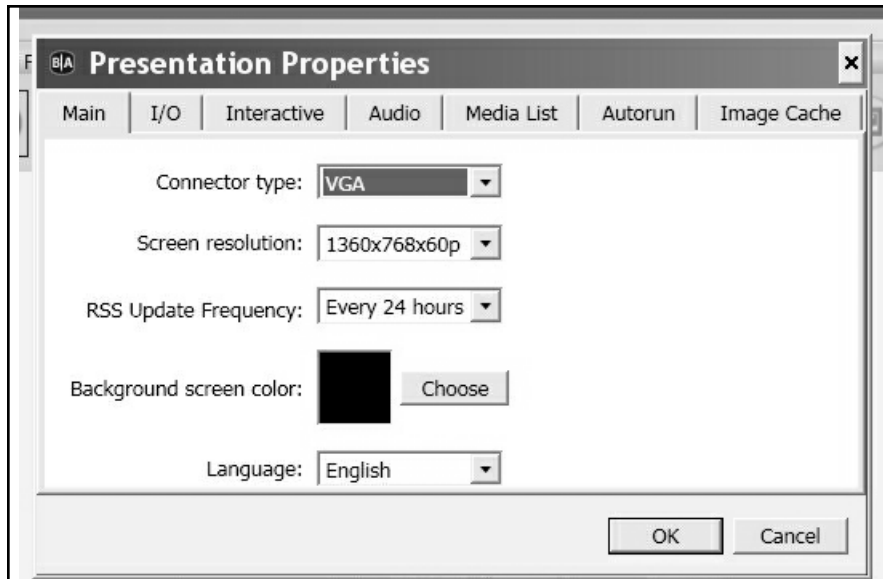 F
B|A Presentation Properties x
Main I/O Interactive Audio Media List Autorun Image Cache
Connector type: VGA
Screen resolution: 1360x768x60p
RSS Update Frequency: Every 24 hours
Background screen color: Choose
Language: English
OK Cancel